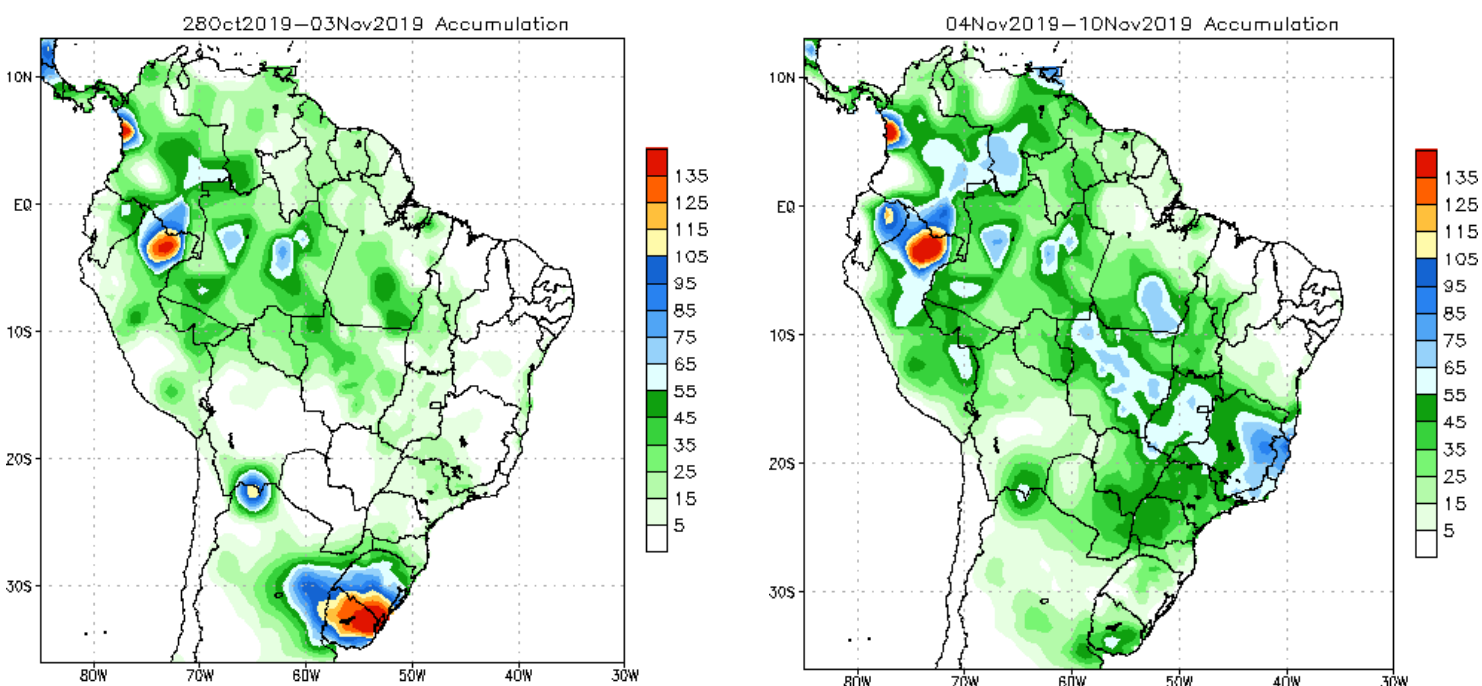 28Oct2019–03Nov2019 Accumulation
10N
EQ
10S
20S
30S
80W
70W
60W
50W
40W
30W
135
125
115
105
95
85
75
65
55
45
35
25
15
5
04Nov2019–10Nov2019 Accumulation
10N
EQ
10S
20S
30S
80W
70W
60W
50W
40W
30W
135
125
115
105
95
85
75
65
55
45
35
25
15
5